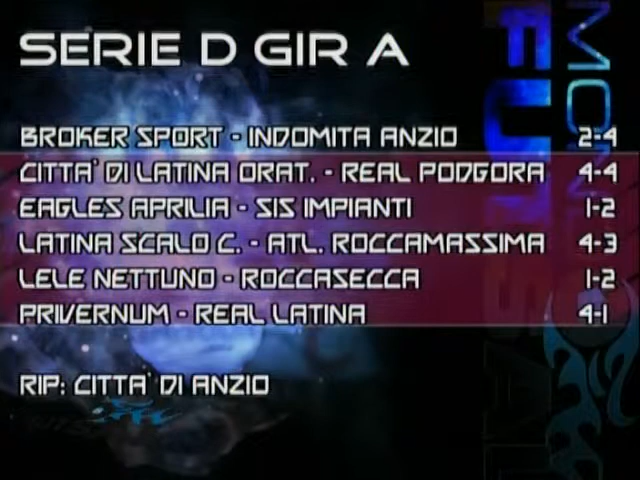 SERIE D GIR A
BROKER SPORT - INDOMITA ANZIO 2-4
CITTA' DI LATINA ORAT. - REAL PODGORA 4-4
EAGLES APRILIA - SIS IMPIANTI 1-2
LATINA SCALO C. - ATL. ROCCAMASSIMA 4-3
LELE NETTUNO - ROCCASECCA 1-2
PRIVERNUM - REAL LATINA 4-1
RIP: CITTA' DI ANZIO